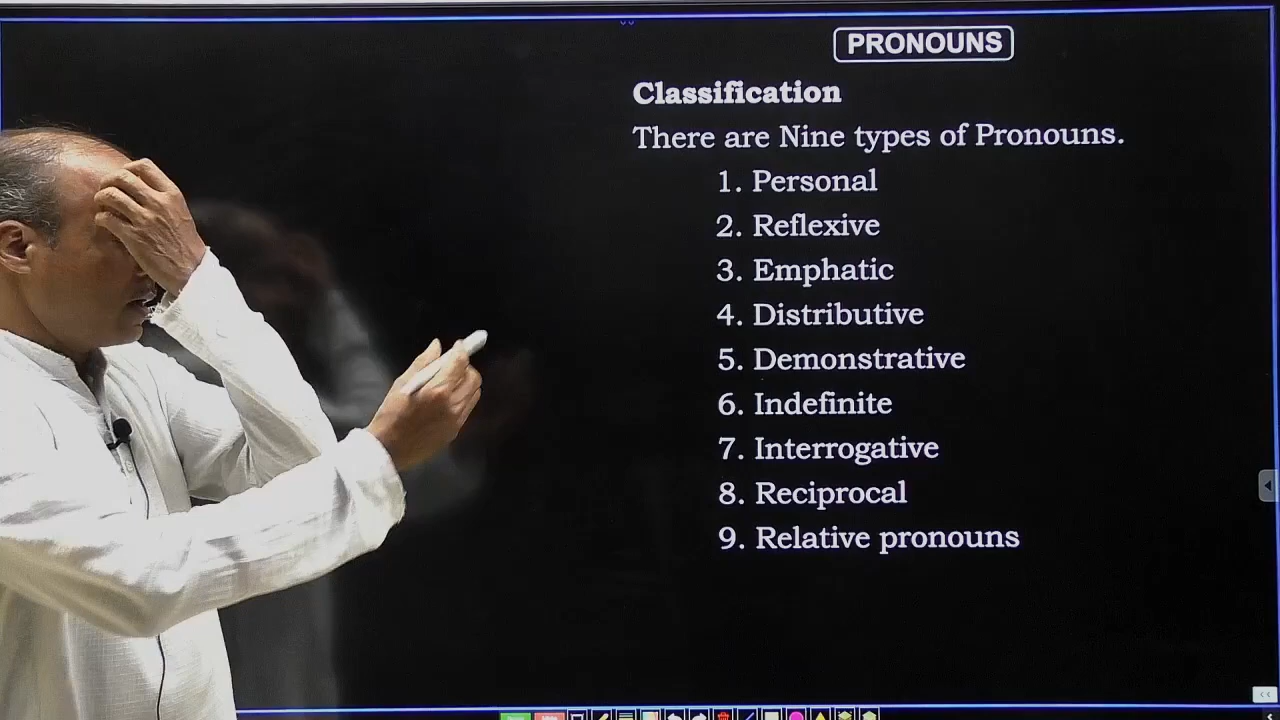 PRONOUNS
Classification
There are Nine types of Pronouns.
1. Personal
2. Reflexive
3. Emphatic
4. Distributive
5. Demonstrative
6. Indefinite
7. Interrogative
8. Reciprocal
9. Relative pronouns